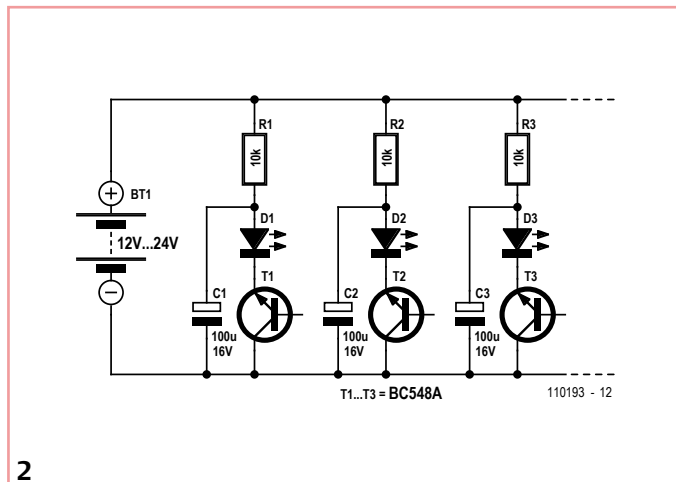 R1
R2
R3
10k
10k
10k
BT1
12V...24V
D1
D2
D3
C1
T1
C2
T2
C3
T3
100u
16V
100u
16V
100u
16V
T1...T3 = BC548A
110193 - 12
2